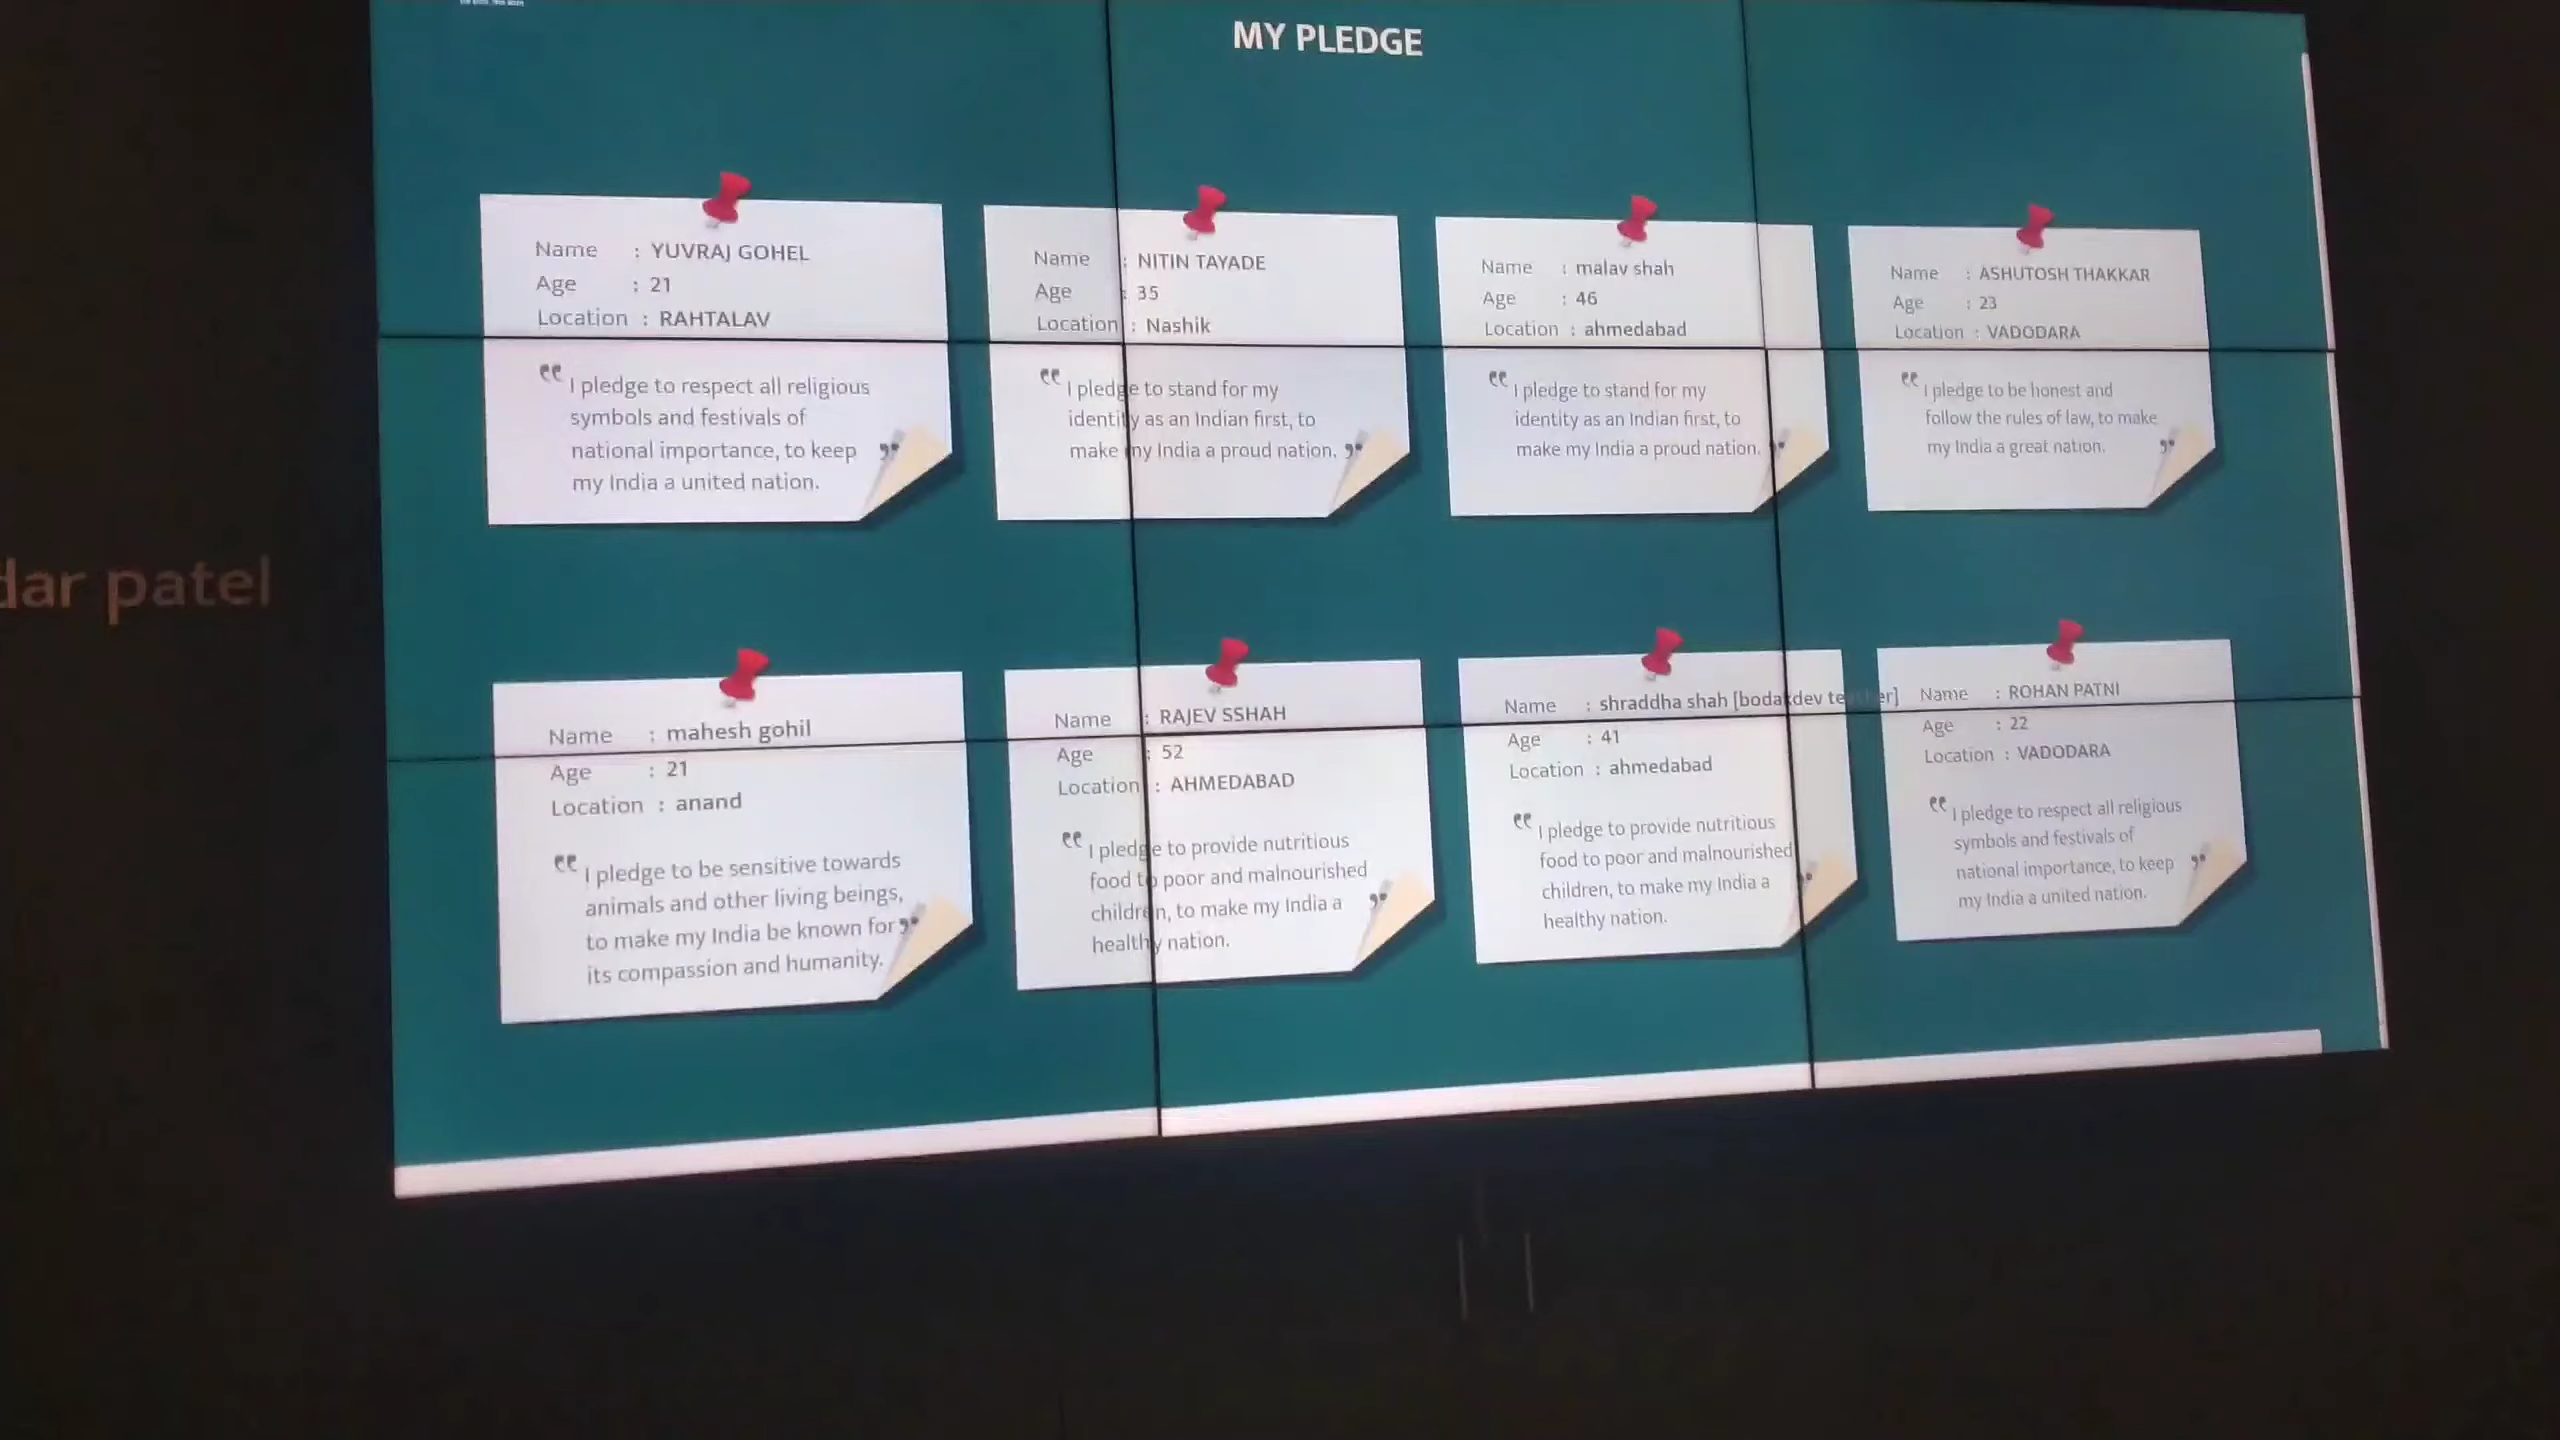 MY PLEDGE
Name : YUVRAJ GOHEL
Age : 21
Location : RAHTALAV
I pledge to respect all religious
symbols and festivals of
national importance, to keep
my India a united nation.
Name : NITIN TAYADE
Age : 35
Location : Nashik
I pledge to stand for my
identity as an Indian first, to
make my India a proud nation.
Name : malav shah
Age : 46
Location : ahmedabad
I pledge to stand for my
identity as an Indian first, to
make my India a proud nation.
Name : ASHUTOSH THAKKAR
Age : 23
Location : VADODARA
I pledge to be honest and
follow the rules of law, to make
my India a great nation.
dar patel
Name : mahesh gohil
Age : 21
Location : anand
I pledge to be sensitive towards
animals and other living beings,
to make my India be known for
its compassion and humanity.
Name : RAJEV SSHAH
Age : 52
Location : AHMEDABAD
I pledge to provide nutritious
food to poor and malnourished
children, to make my India a
healthy nation.
Name : shraddha shah [bodakdev teacher]
Age : 41
Location : ahmedabad
I pledge to provide nutritious
food to poor and malnourished
children, to make my India a
healthy nation.
Name : ROHAN PATNI
Age : 22
Location : VADODARA
I pledge to respect all religious
symbols and festivals of
national importance, to keep
my India a united nation.